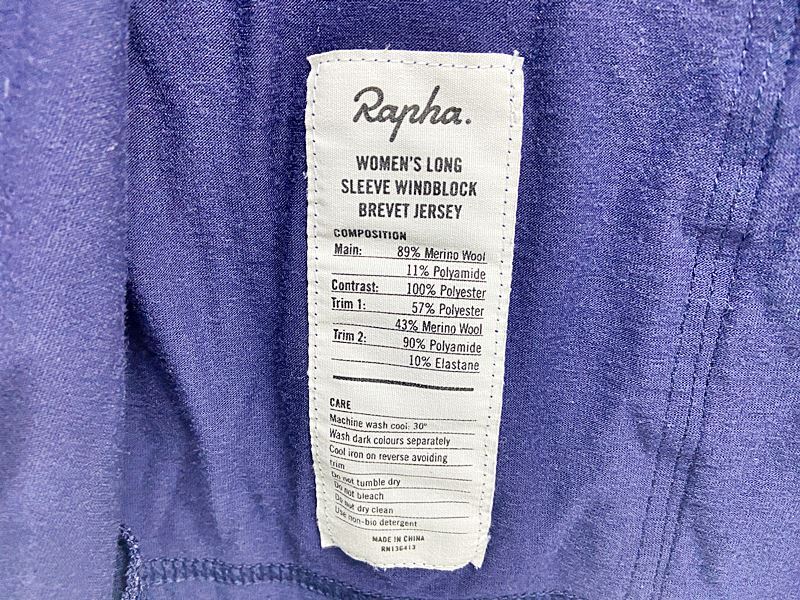 Rapha.
WOMEN'S LONG
SLEEVE WINDBLOCK
BREVET JERSEY
COMPOSITION
Main: 89% Merino Wool
11% Polyamide
Contrast: 100% Polyester
Trim 1: 57% Polyester
43% Merino Wool
Trim 2: 90% Polyamide
10% Elastane
CARE
Machine wash cool: 30°
Wash dark colours separately
Cool iron on reverse avoiding
trim
Do not tumble dry
Do not bleach
Do not dry clean
Use non-bio detergent
MADE IN CHINA
RN136413